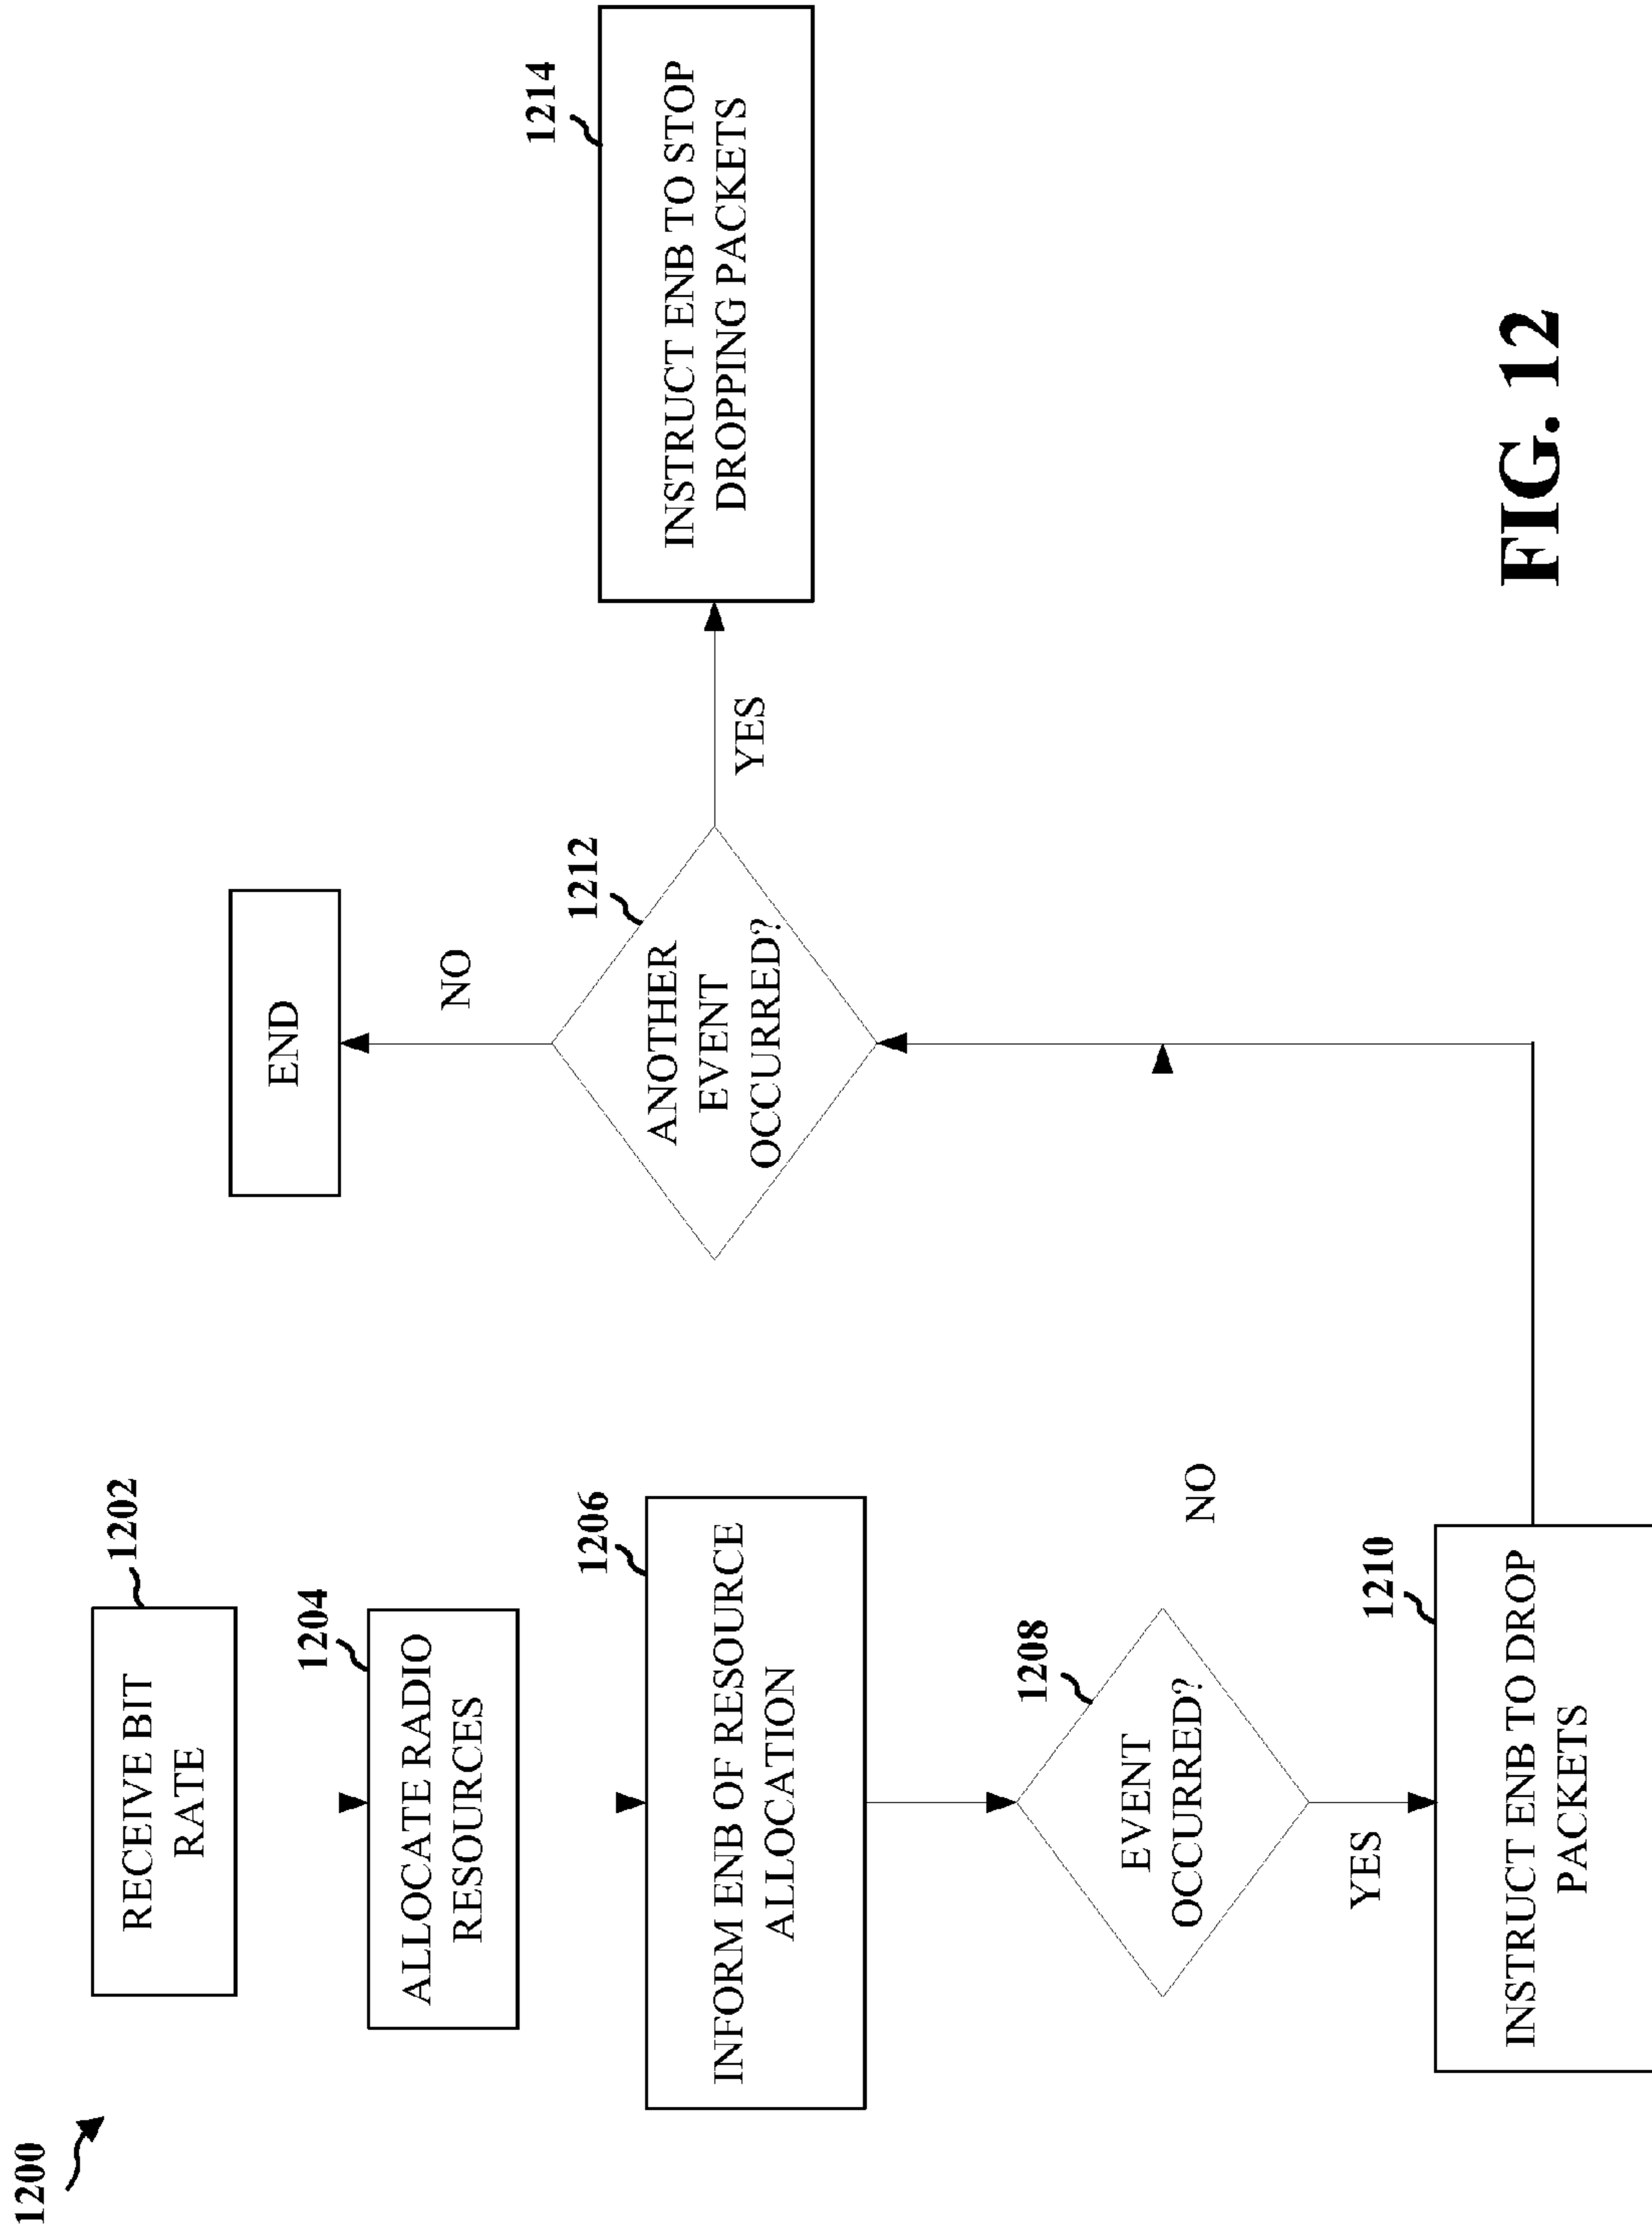 1200
RECEIVE BIT
RATE
1202
ALLOCATE RADIO
RESOURCES
1204
INFORM ENB OF RESOURCE
ALLOCATION
1206
EVENT
OCCURRED?
1208
NO
YES
INSTRUCT ENB TO DROP
PACKETS
1210
END
NO
ANOTHER
EVENT
OCCURRED?
1212
YES
INSTRUCT ENB TO STOP
DROPPING PACKETS
1214
FIG. 12